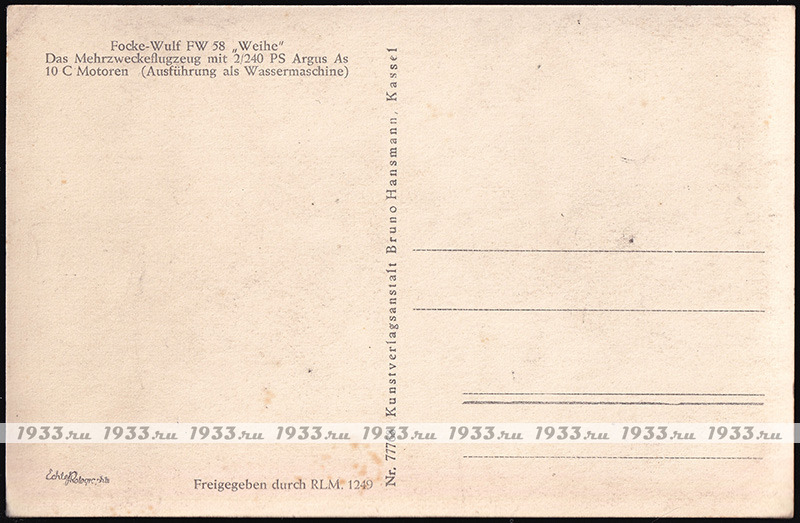 Focke-Wulf FW 58 „Weihe“
Das Mehrzweckeflugzeug mit 2/240 PS Argus As
10 C Motoren (Ausführung als Wassermaschine)
Kunstverlagsanstalt Bruno Hansmann, Kassel
Nr.
1933.ru 1933.ru 1933.ru 1933.ru 1933.ru 1933.ru 1933.ru 1933.ru 1933.ru
Echte Photographie
Freigegeben durch RLM. 1249